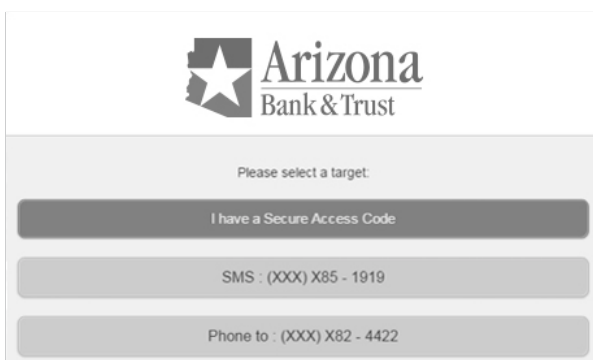 Arizona
Bank & Trust
Please select a target:
I have a Secure Access Code
SMS : (XXX) X85 - 1919
Phone to : (XXX) X82 - 4422